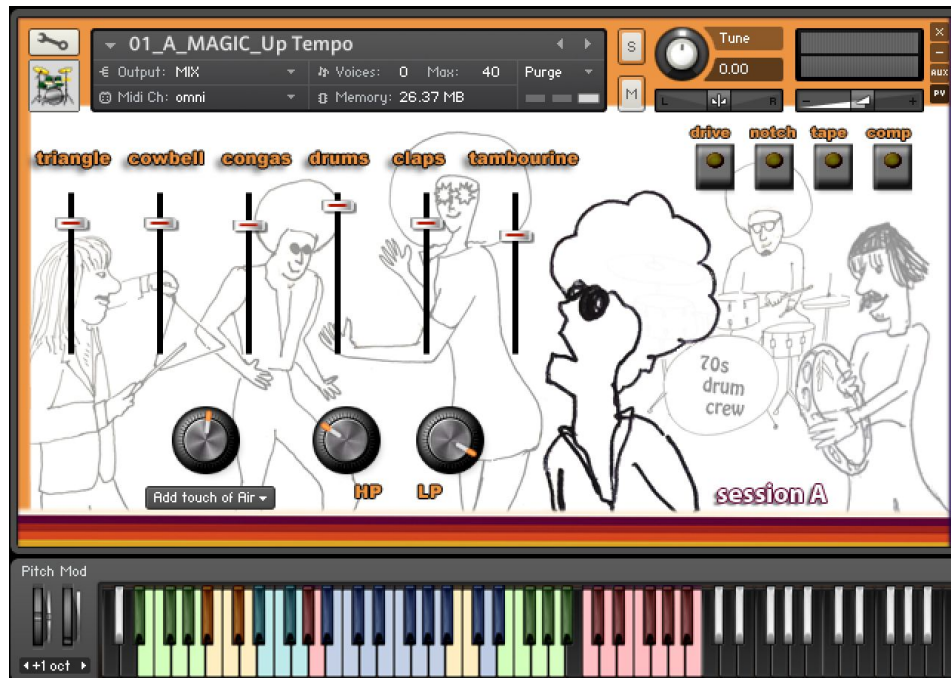 01_A_MAGIC_Up Tempo
Output: MIX
Voices: 0 Max: 40 Purge
Midi Ch: omni
Memory: 26.37 MB
S
M
Tune
0.00
L R
- +
×
-
AUX
PV
triangle cowbell congas drums claps tambourine
drive notch tape comp
70s
drum
crew
Add touch of Air
HP LP
session A
Pitch Mod
+1 oct